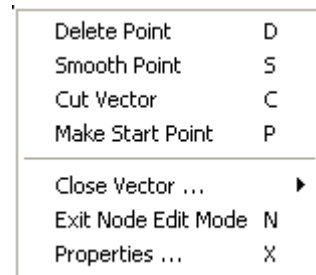 Delete Point D
Smooth Point S
Cut Vector C
Make Start Point P
Close Vector ...
Exit Node Edit Mode N
Properties ... X